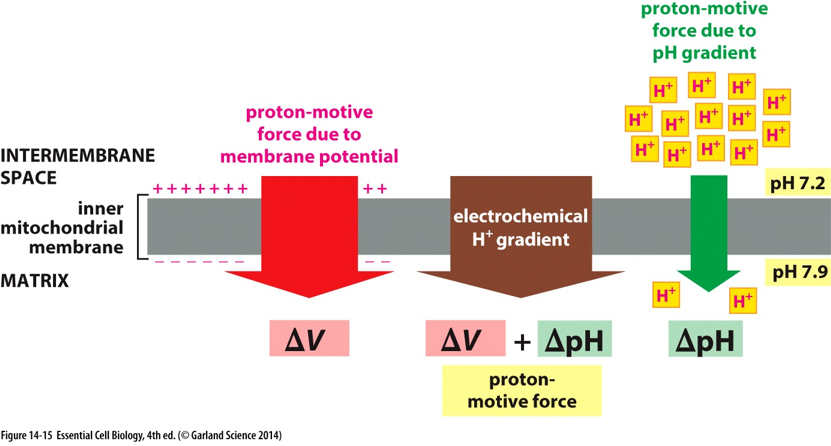 proton-motive
force due to
pH gradient
H⁺ H⁺ H⁺
H⁺
H⁺ H⁺ H⁺ H⁺
H⁺
H⁺ H⁺ H⁺ H⁺
proton-motive
force due to
membrane potential
INTERMEMBRANE
SPACE
pH 7.2
+ + + + + + + + +
inner
mitochondrial
membrane
electrochemical
H⁺ gradient
– – – – – – – –
MATRIX
pH 7.9
H⁺ H⁺
ΔV
ΔV + ΔpH
ΔpH
proton-
motive force
Figure 14-15 Essential Cell Biology, 4th ed. (© Garland Science 2014)